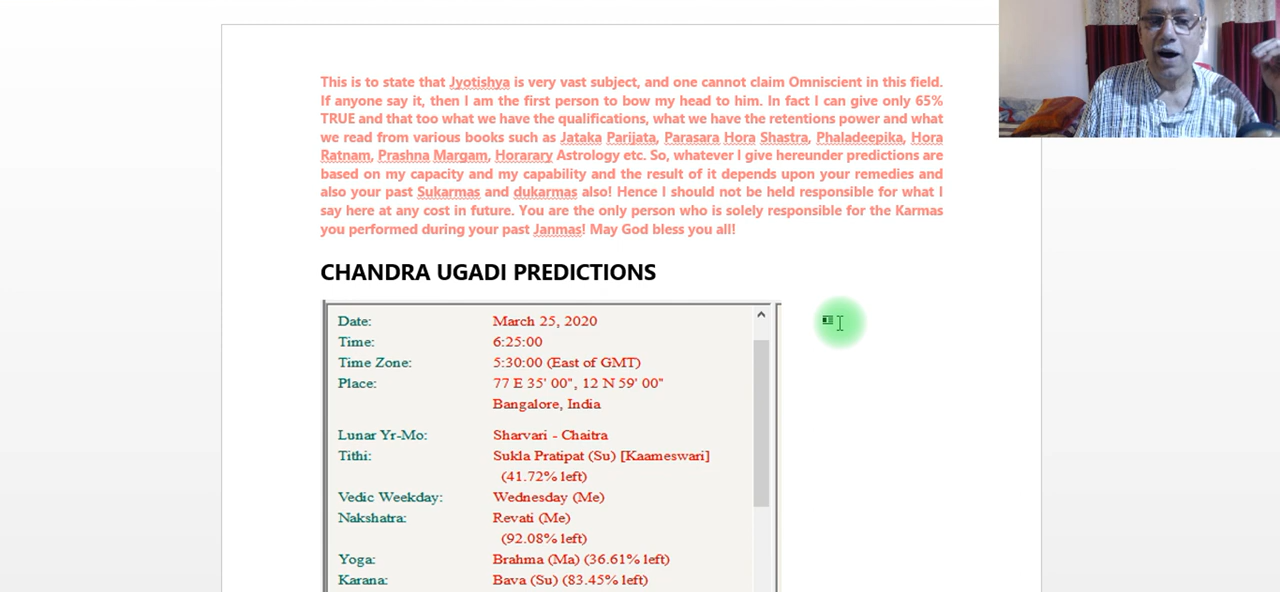 This is to state that Jyotishya is very vast subject, and one cannot claim Omniscient in this field.
If anyone say it, then I am the first person to bow my head to him. In fact I can give only 65%
TRUE and that too what we have the qualifications, what we have the retentions power and what
we read from various books such as Jataka Parijata, Parasara Hora Shastra, Phaladeepika, Hora
Ratnam, Prashna Margam, Horarary Astrology etc. So, whatever I give hereunder predictions are
based on my capacity and my capability and the result of it depends upon your remedies and
also your past Sukarmas and dukarmas also! Hence I should not be held responsible for what I
say here at any cost in future. You are the only person who is solely responsible for the Karmas
you performed during your past Janmas! May God bless you all!
CHANDRA UGADI PREDICTIONS
Date: March 25, 2020
Time: 6:25:00
Time Zone: 5:30:00 (East of GMT)
Place: 77 E 35' 00", 12 N 59' 00"
Bangalore, India
Lunar Yr-Mo: Sharvari - Chaitra
Tithi: Sukla Pratipat (Su) [Kaameswari]
(41.72% left)
Vedic Weekday: Wednesday (Me)
Nakshatra: Revati (Me)
(92.08% left)
Yoga: Brahma (Ma) (36.61% left)
Karana: Bava (Su) (83.45% left)